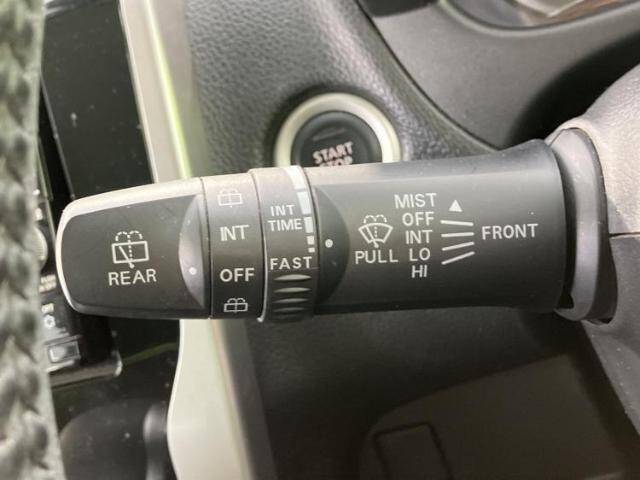 START
STOP
REAR
INT
OFF
INT
TIME
FAST
PULL
MIST
OFF
INT
LO
HI
FRONT